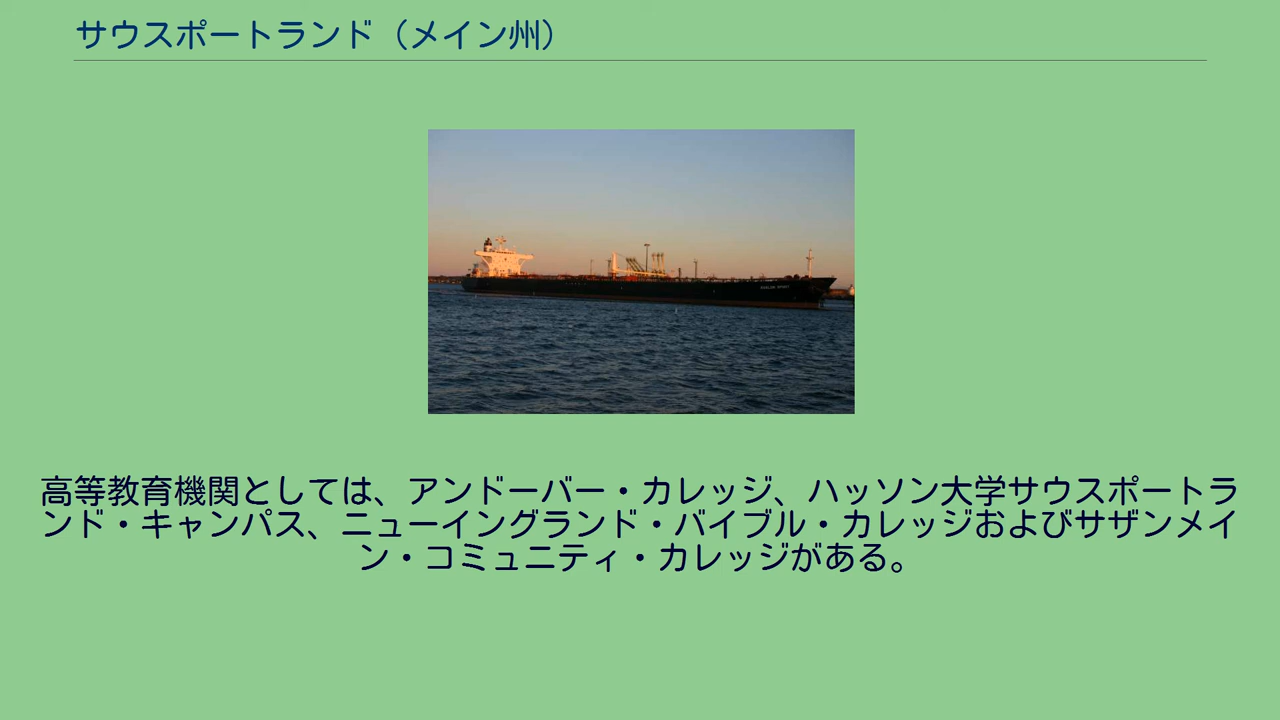 サウスポートランド（メイン州）
高等教育機関としては、アンドーバー・カレッジ、ハッソン大学サウスポートラ
ンド・キャンパス、ニューイングランド・バイブル・カレッジおよびサザンメイ
ン・コミュニティ・カレッジがある。